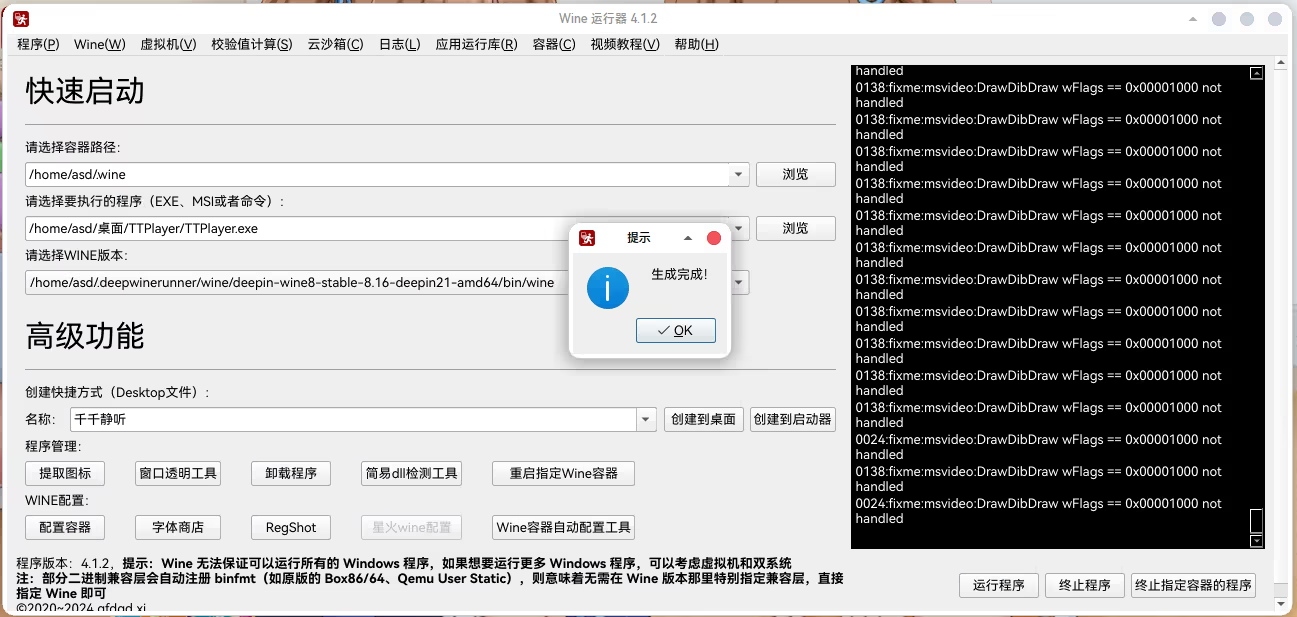 Wine 运行器 4.1.2
程序(P) Wine(W) 虚拟机(V) 校验值计算(S) 云沙箱(C) 日志(L) 应用运行库(R) 容器(C) 视频教程(V) 帮助(H)
快速启动
请选择容器路径：
/home/asd/.wine 浏览
请选择要执行的程序（EXE、MSI或者命令）：
/home/asd/桌面/TTPlayer/TTPlayer.exe 浏览
请选择WINE版本：
/home/asd/.deepwinerunner/wine/deepin-wine8-stable-8.16-deepin21-amd64/bin/wine
提示
生成完成！
OK
高级功能
创建快捷方式（Desktop文件）：
名称： 千千静听 创建到桌面 创建到启动器
程序管理：
提取图标 窗口透明工具 卸载程序 简易dll检测工具 重启指定Wine容器
WINE配置：
配置容器 字体商店 RegShot 星火wine配置 Wine容器自动配置工具
程序版本：4.1.2，提示：Wine 无法保证可以运行所有的 Windows 程序，如果想要运行更多 Windows 程序，可以考虑虚拟机和双系统
注：部分二进制兼容层会自动注册 binfmt（如原版的 Box86/64、Qemu User Static），则意味着无需在 Wine 版本那里特别指定兼容层，直接
指定 Wine 即可
©2020~2024 gfdgd xi
handled
0138:fixme:msvideo:DrawDibDraw wFlags == 0x00001000 not
handled
0138:fixme:msvideo:DrawDibDraw wFlags == 0x00001000 not
handled
0138:fixme:msvideo:DrawDibDraw wFlags == 0x00001000 not
handled
0138:fixme:msvideo:DrawDibDraw wFlags == 0x00001000 not
handled
0138:fixme:msvideo:DrawDibDraw wFlags == 0x00001000 not
handled
0138:fixme:msvideo:DrawDibDraw wFlags == 0x00001000 not
handled
0138:fixme:msvideo:DrawDibDraw wFlags == 0x00001000 not
handled
0138:fixme:msvideo:DrawDibDraw wFlags == 0x00001000 not
handled
0138:fixme:msvideo:DrawDibDraw wFlags == 0x00001000 not
handled
0138:fixme:msvideo:DrawDibDraw wFlags == 0x00001000 not
handled
0138:fixme:msvideo:DrawDibDraw wFlags == 0x00001000 not
handled
0024:fixme:msvideo:DrawDibDraw wFlags == 0x00001000 not
handled
0138:fixme:msvideo:DrawDibDraw wFlags == 0x00001000 not
handled
0024:fixme:msvideo:DrawDibDraw wFlags == 0x00001000 not
handled
运行程序 终止程序 终止指定容器的程序